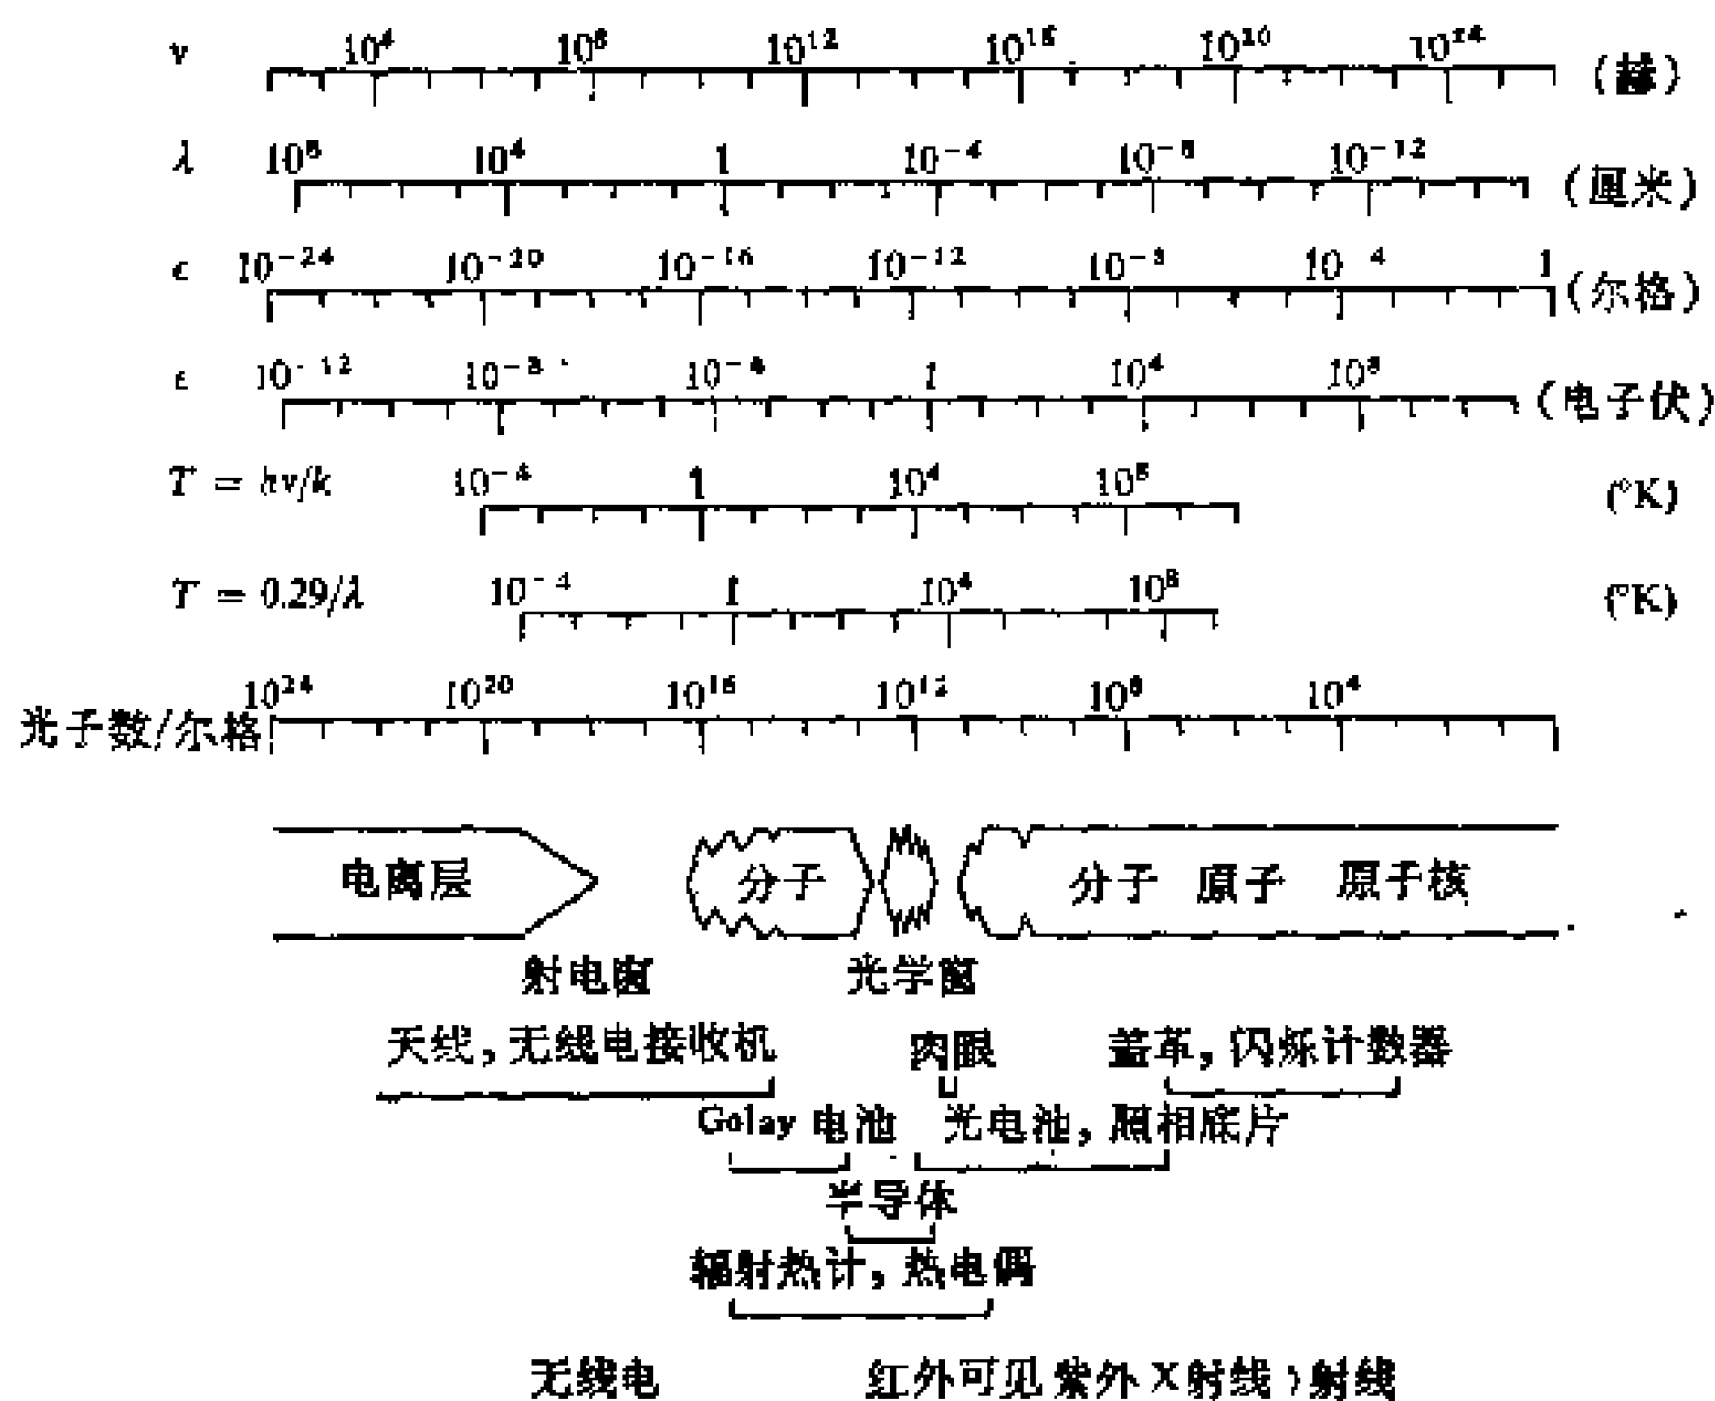 ν 10⁴ 10⁸ 10¹² 10¹⁶ 10²⁰ 10²⁴ (赫)
λ 10⁸ 10⁴ 1 10⁻⁴ 10⁻⁸ 10⁻¹² (厘米)
ε 10⁻²⁴ 10⁻²⁰ 10⁻¹⁶ 10⁻¹² 10⁻⁸ 10⁻⁴ 1 (尔格)
ε 10⁻¹² 10⁻⁸ 10⁻⁴ 1 10⁴ 10⁸ (电子伏)
T = hν/k 10⁻⁴ 1 10⁴ 10⁸ (°K)
T = 0.29/λ 10⁻⁴ 1 10⁴ 10⁸ (°K)
光子数/尔格 10²⁴ 10²⁰ 10¹⁶ 10¹² 10⁸ 10⁴
电离层 分子 分子 原子 原子核
射电窗 光学窗
天线, 无线电接收机 肉眼 盖革, 闪烁计数器
Golay 电池 光电池, 照相底片
半导体
辐射热计, 热电偶
无线电 红外可见紫外 X射线 γ射线